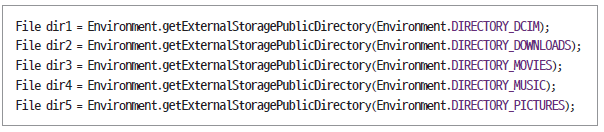 File dir1 = Environment.getExternalStoragePublicDirectory(Environment.DIRECTORY_DCIM);
File dir2 = Environment.getExternalStoragePublicDirectory(Environment.DIRECTORY_DOWNLOADS);
File dir3 = Environment.getExternalStoragePublicDirectory(Environment.DIRECTORY_MOVIES);
File dir4 = Environment.getExternalStoragePublicDirectory(Environment.DIRECTORY_MUSIC);
File dir5 = Environment.getExternalStoragePublicDirectory(Environment.DIRECTORY_PICTURES);